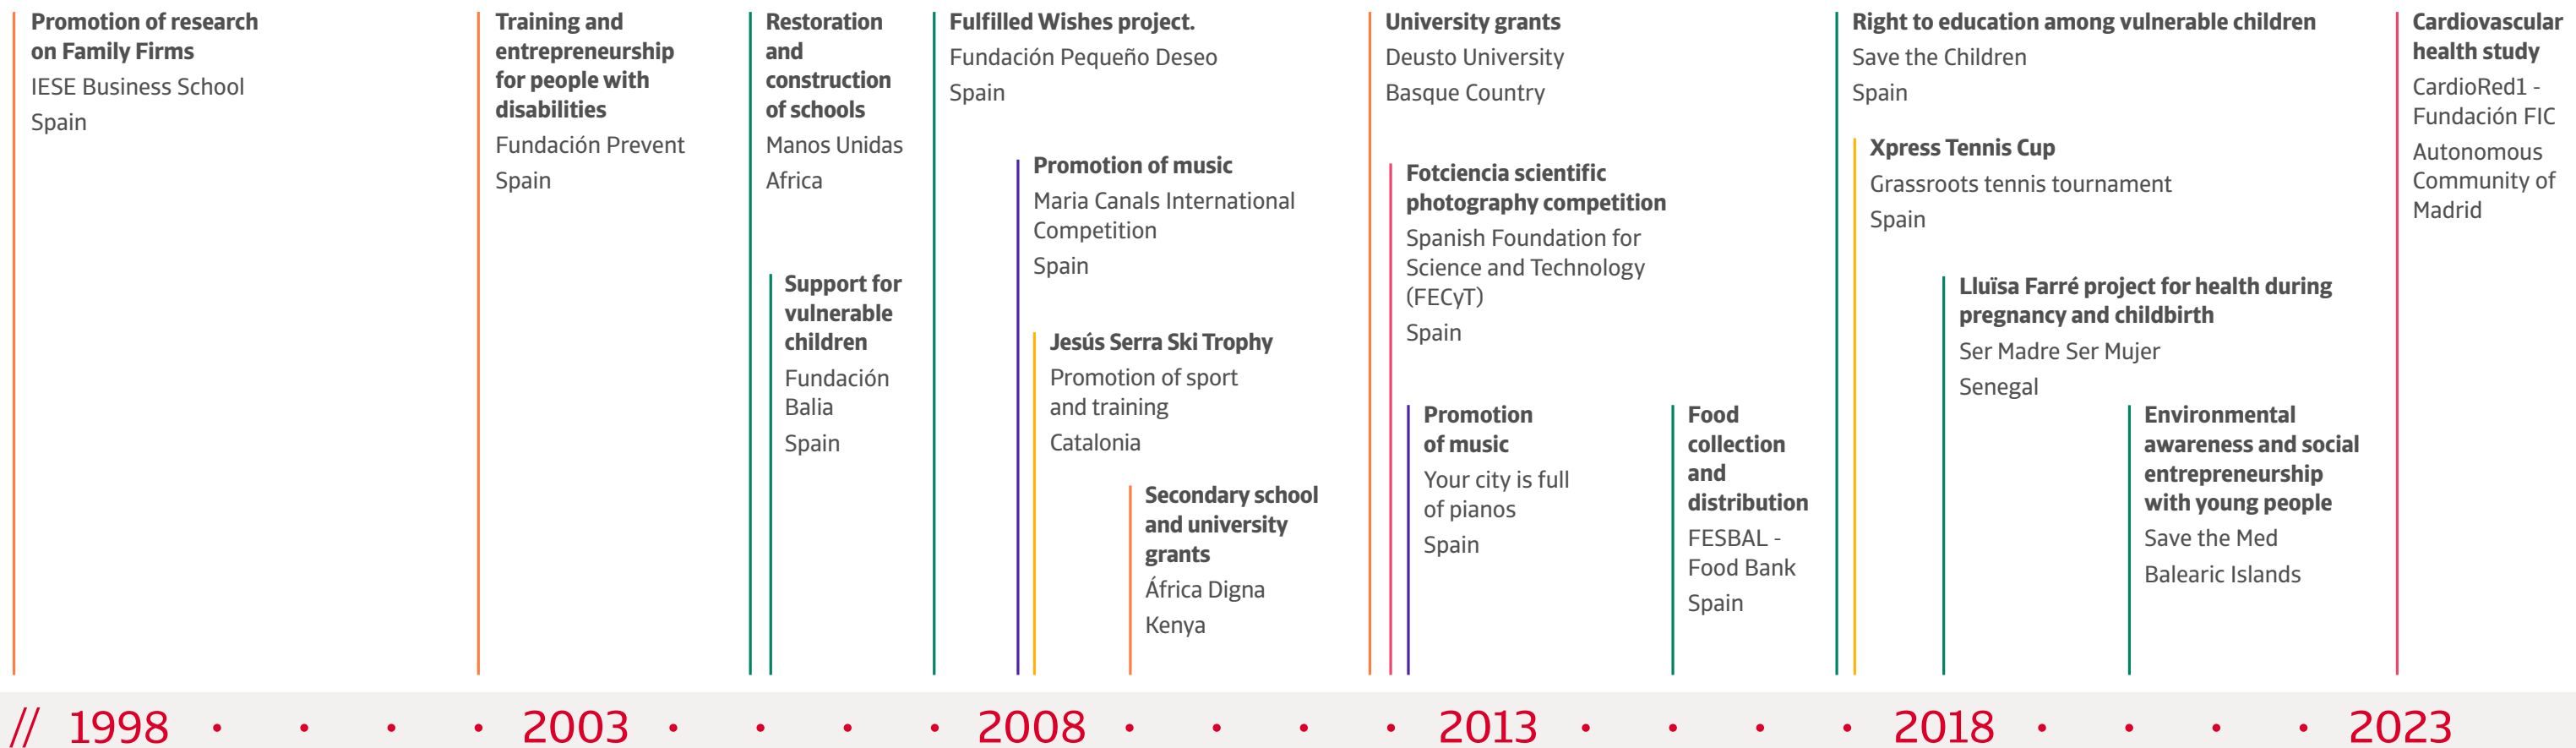 Promotion of research
on Family Firms
IESE Business School
Spain
Training and
entrepreneurship
for people with
disabilities
Fundación Prevent
Spain
Restoration
and
construction
of schools
Manos Unidas
Africa
Support for
vulnerable
children
Fundación
Balia
Spain
Fulfilled Wishes project.
Fundación Pequeño Deseo
Spain
Promotion of music
Maria Canals International
Competition
Spain
Jesús Serra Ski Trophy
Promotion of sport
and training
Catalonia
Secondary school
and university
grants
África Digna
Kenya
University grants
Deusto University
Basque Country
Fotciencia scientific
photography competition
Spanish Foundation for
Science and Technology
(FECyT)
Spain
Promotion
of music
Your city is full
of pianos
Spain
Food
collection
and
distribution
FESBAL -
Food Bank
Spain
Right to education among vulnerable children
Save the Children
Spain
Xpress Tennis Cup
Grassroots tennis tournament
Spain
Lluïsa Farré project for health during
pregnancy and childbirth
Ser Madre Ser Mujer
Senegal
Environmental
awareness and social
entrepreneurship
with young people
Save the Med
Balearic Islands
Cardiovascular
health study
CardioRed1 -
Fundación FIC
Autonomous
Community of
Madrid
// 1998 • • • • 2003 • • • • 2008 • • • • 2013 • • • • 2018 • • • • 2023